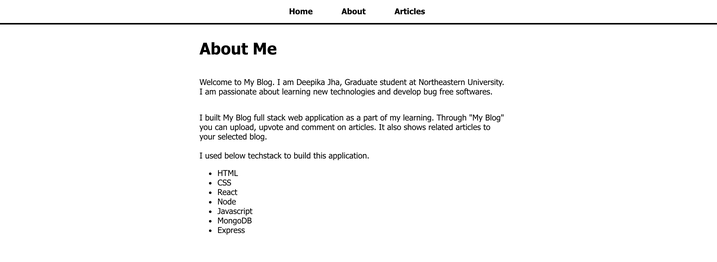 Home About Articles
About Me
Welcome to My Blog. I am Deepika Jha, Graduate student at Northeastern University.
I am passionate about learning new technologies and develop bug free softwares.
I built My Blog full stack web application as a part of my learning. Through "My Blog"
you can upload, upvote and comment on articles. It also shows related articles to
your selected blog.
I used below techstack to build this application.
• HTML
• CSS
• React
• Node
• Javascript
• MongoDB
• Express